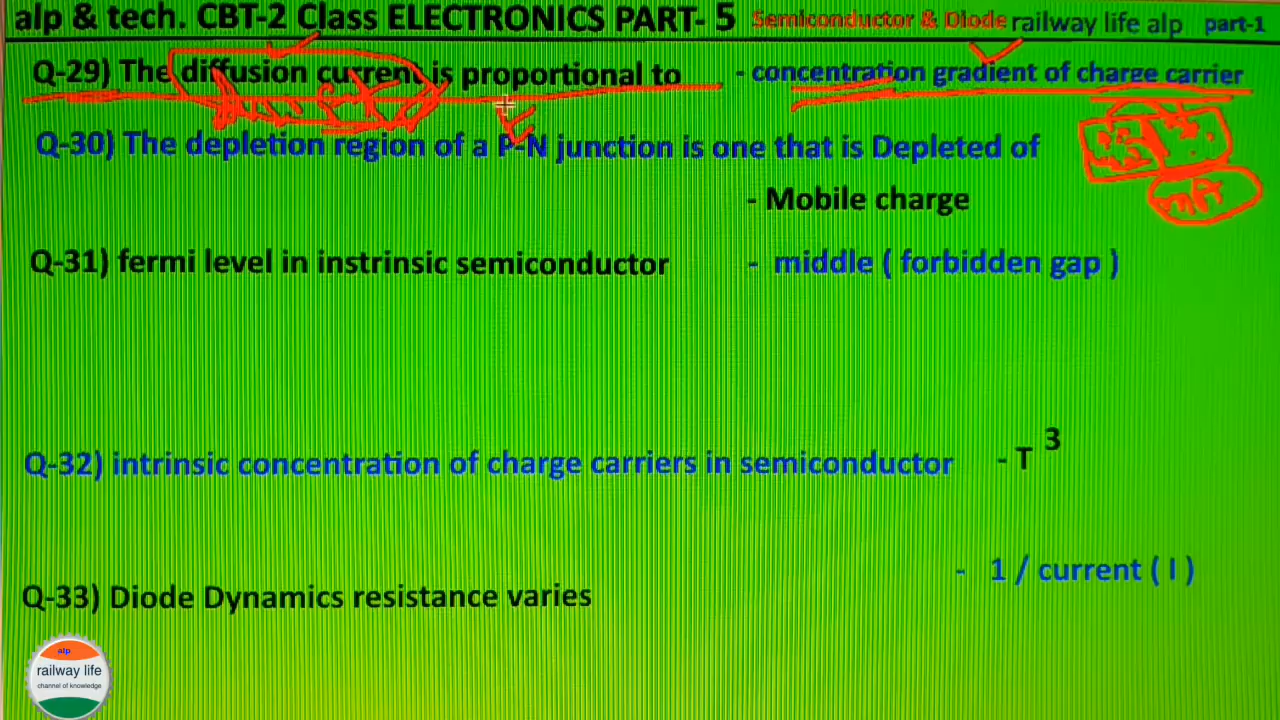 alp & tech. CBT-2 Class ELECTRONICS PART- 5 Semiconductor & Diode railway life alp part-1
Q-29) The diffusion current is proportional to - concentration gradient of charge carrier
Q-30) The depletion region of a P-N junction is one that is Depleted of
- Mobile charge
Q-31) fermi level in instrinsic semiconductor - middle ( forbidden gap )
Q-32) intrinsic concentration of charge carriers in semiconductor - T 3
Q-33) Diode Dynamics resistance varies - 1 / current ( I )
alp
railway life
channel of knowledge